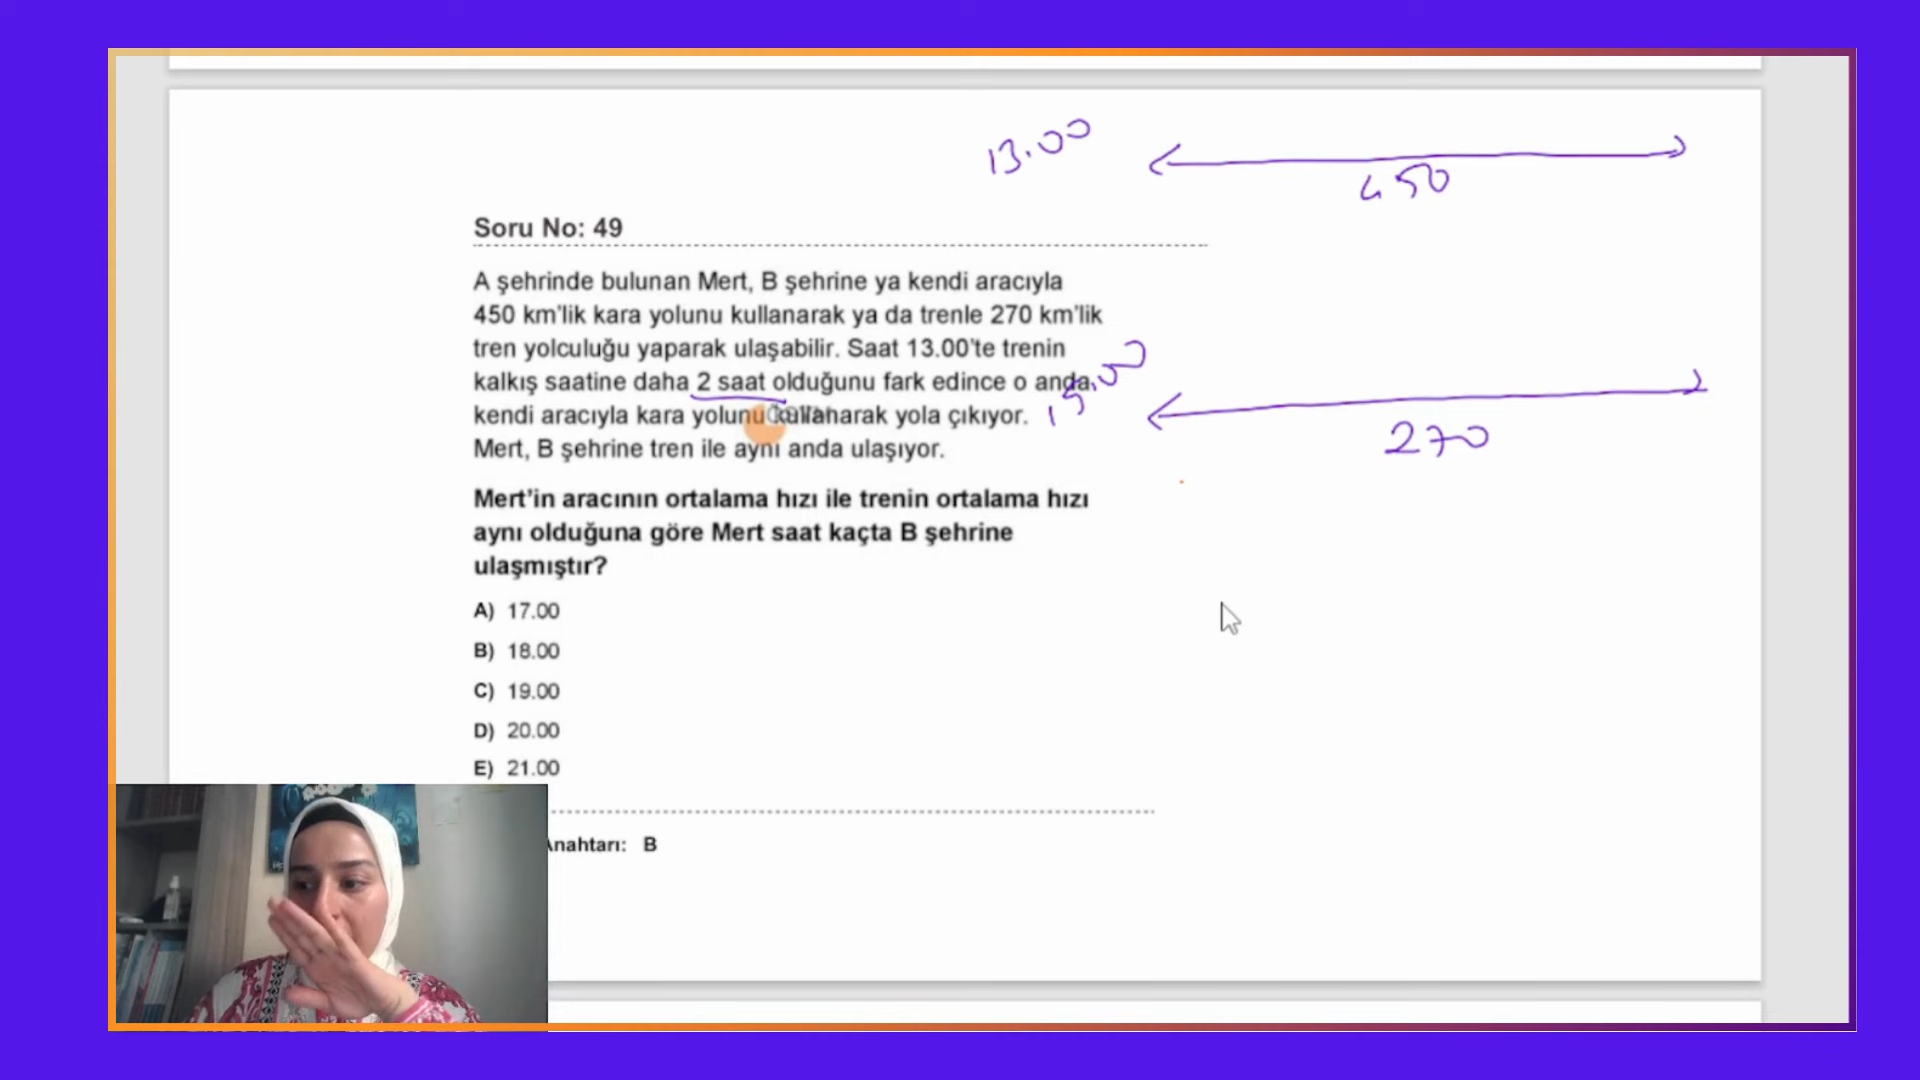 13.00
450
Soru No: 49
A şehrinde bulunan Mert, B şehrine ya kendi aracıyla
450 km'lik kara yolunu kullanarak ya da trenle 270 km'lik
tren yolculuğu yaparak ulaşabilir. Saat 13.00'te trenin
kalkış saatine daha 2 saat olduğunu fark edince o anda
kendi aracıyla kara yolunu kullanarak yola çıkıyor.
Mert, B şehrine tren ile aynı anda ulaşıyor.
15.00
270
Mert'in aracının ortalama hızı ile trenin ortalama hızı
aynı olduğuna göre Mert saat kaçta B şehrine
ulaşmıştır?
A) 17.00
B) 18.00
C) 19.00
D) 20.00
E) 21.00
Anahtarı: B